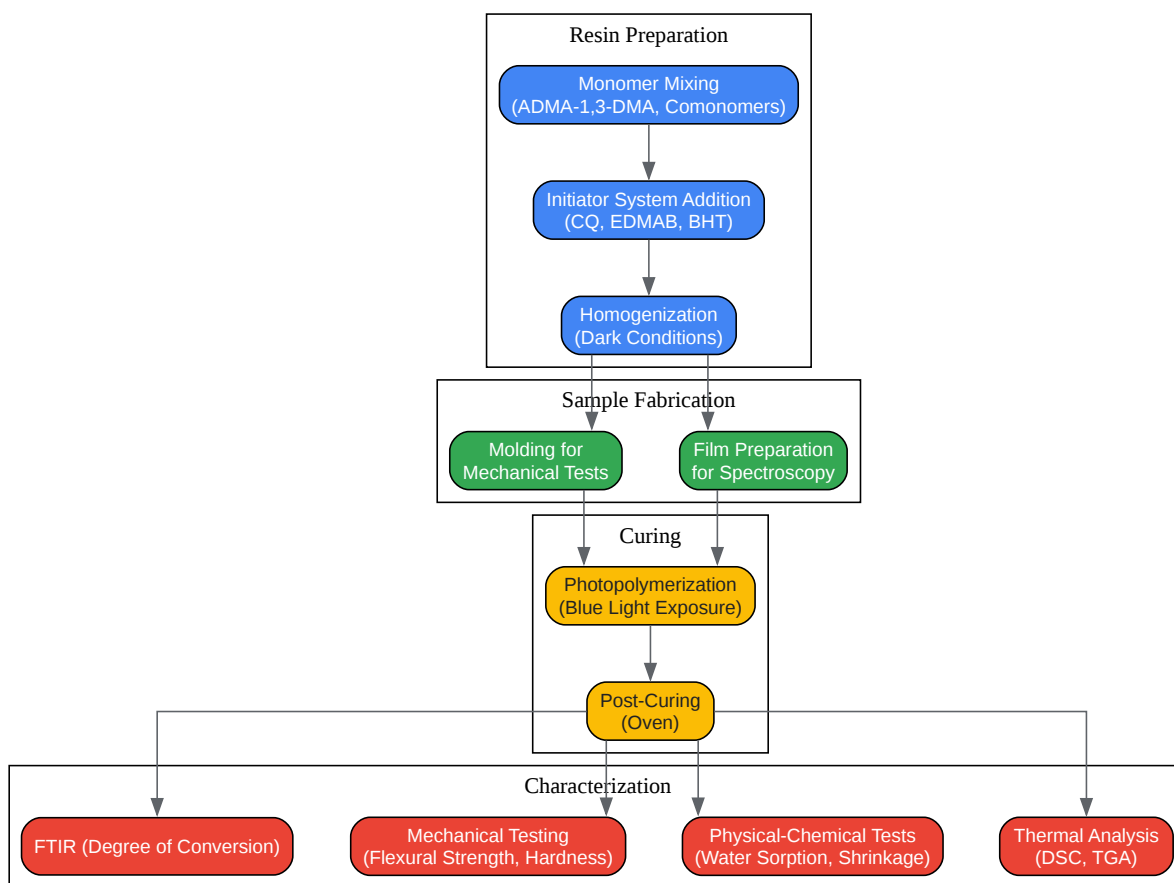 Resin Preparation
Monomer Mixing
(ADMA-1,3-DMA, Comonomers)
Initiator System Addition
(CQ, EDMAB, BHT)
Homogenization
(Dark Conditions)
Sample Fabrication
Molding for
Mechanical Tests
Film Preparation
for Spectroscopy
Curing
Photopolymerization
(Blue Light Exposure)
Post-Curing
(Oven)
Characterization
FTIR (Degree of Conversion)
Mechanical Testing
(Flexural Strength, Hardness)
Physical-Chemical Tests
(Water Sorption, Shrinkage)
Thermal Analysis
(DSC, TGA)